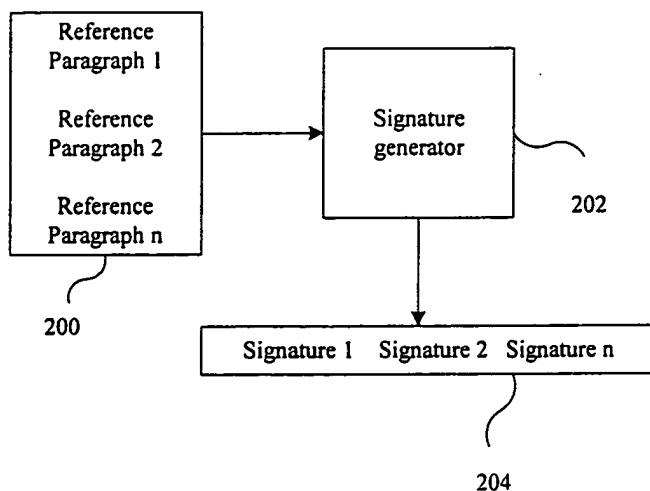 Reference
Paragraph 1
Reference
Paragraph 2
Reference
Paragraph n
200
Signature
generator
202
Signature 1 Signature 2 Signature n
204